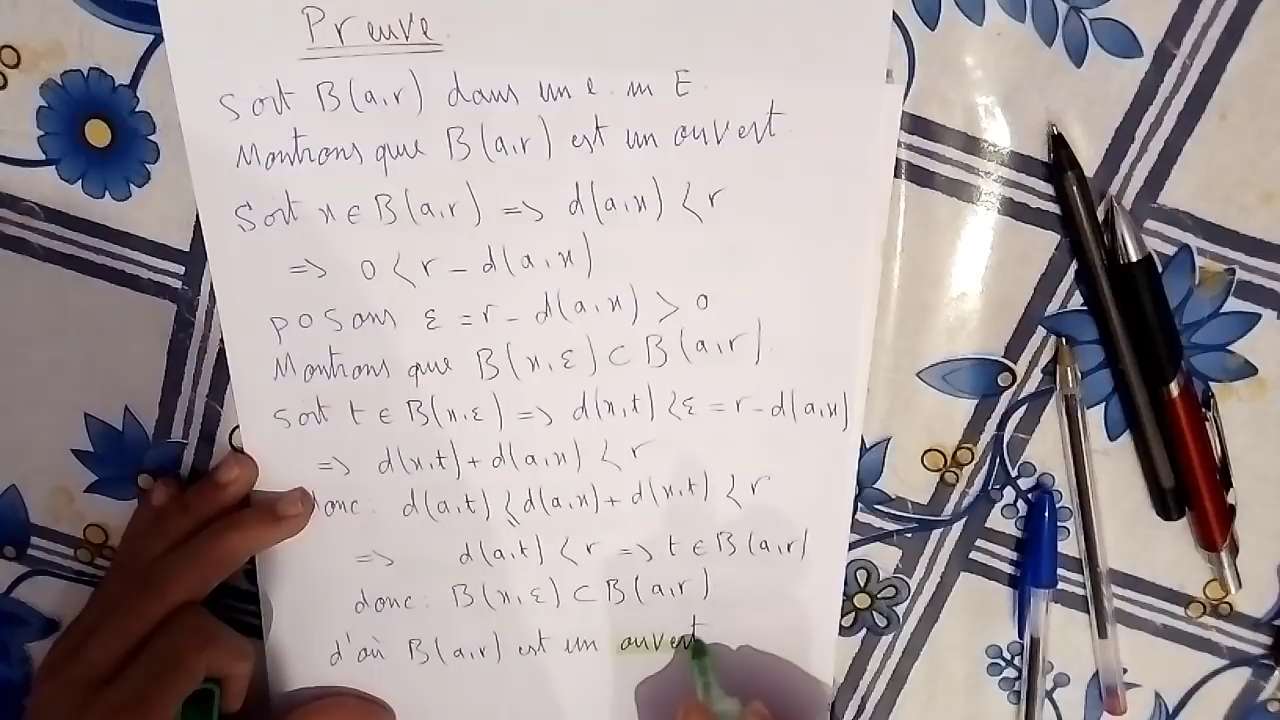 Preuve
Soit B(a,r) dans un e.m E.
Montrons que B(a,r) est un ouvert
Soit x ∈ B(a,r) => d(a,x) < r
=> 0 < r - d(a,x)
posons ε = r - d(a,x) > 0
Montrons que B(x,ε) ⊂ B(a,r).
soit t ∈ B(x,ε) => d(x,t) < ε = r - d(a,x)
=> d(x,t) + d(a,x) < r
donc: d(a,t) ≤ d(a,x) + d(x,t) < r
=> d(a,t) < r => t ∈ B(a,r)
donc: B(x,ε) ⊂ B(a,r)
d'où B(a,r) est un ouvert